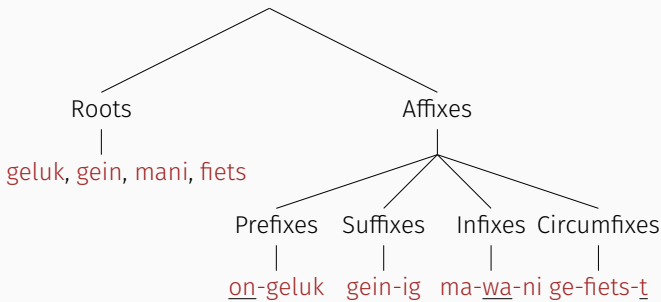 Roots Affixes
geluk, gein, mani, fiets
Prefixes Suffixes Infixes Circumfixes
on-geluk gein-ig ma-wa-ni ge-fiets-t